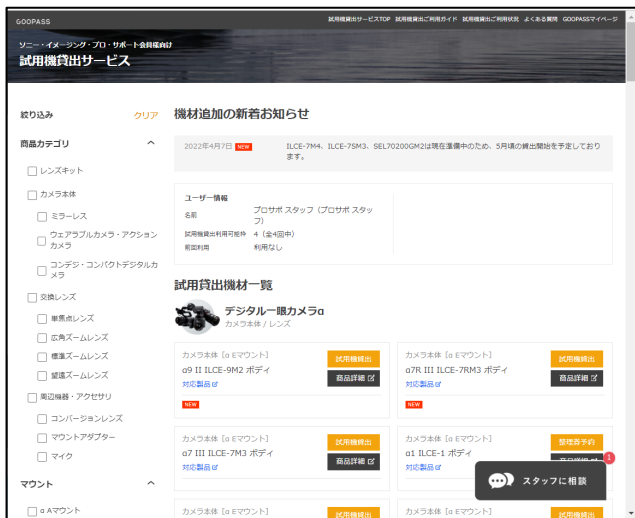 GOOPASS
試用機貸出サービスTOP 試用機貸出ご利用ガイド 試用機貸出ご利用状況 よくある質問 GOOPASSマイページ
ソニー・イメージング・プロ・サポート会員様向け
試用機貸出サービス
絞り込み
クリア
商品カテゴリ
レンズキット
カメラ本体
ミラーレス
ウェアラブルカメラ・アクション
カメラ
コンデジ・コンパクトデジタルカ
メラ
交換レンズ
単焦点レンズ
広角ズームレンズ
標準ズームレンズ
望遠ズームレンズ
周辺機器・アクセサリ
コンバージョンレンズ
マウントアダプター
マイク
マウント
α Aマウント
機材追加の新着お知らせ
2022年4月7日 NEW
ILCE-7M4、ILCE-7SM3、SEL70200GM2は現在準備中のため、5月頃の貸出開始を予定しており
ます。
ユーザー情報
名前
プロサポ スタッフ（プロサポ スタッ
フ）
試用機貸出利用可能枠 4（全4回中）
前回利用 利用なし
試用貸出機材一覧
デジタル一眼カメラα
カメラ本体 / レンズ
カメラ本体 [α Eマウント]
α9 II ILCE-9M2 ボディ
対応製品
試用機貸出
商品詳細
NEW
カメラ本体 [α Eマウント]
α7R III ILCE-7RM3 ボディ
対応製品
試用機貸出
商品詳細
NEW
カメラ本体 [α Eマウント]
α7 III ILCE-7M3 ボディ
対応製品
試用機貸出
商品詳細
カメラ本体 [α Eマウント]
α1 ILCE-1 ボディ
対応製品
整理券予約
1
スタッフに相談
カメラ本体 [α Eマウント]
試用機貸出
カメラ本体 [α Eマウント]
試用機貸出